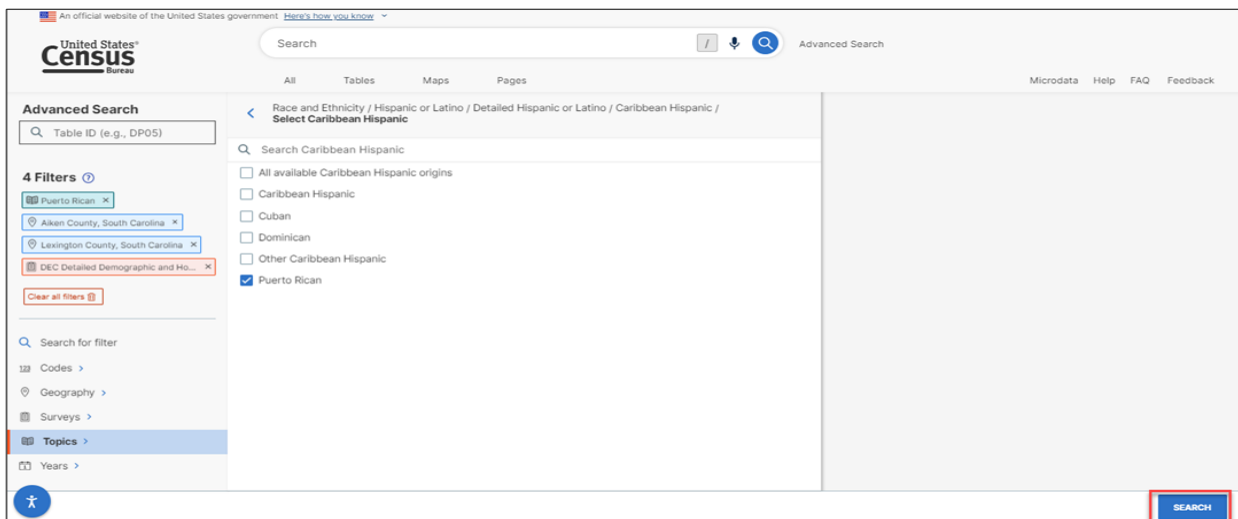 An official website of the United States government Here's how you know
United States®
Census
Bureau
Search
/
Advanced Search
All Tables Maps Pages
Microdata Help FAQ Feedback
Advanced Search
Table ID (e.g., DP05)
4 Filters ?
Puerto Rican ×
Aiken County, South Carolina ×
Lexington County, South Carolina ×
DEC Detailed Demographic and Ho... ×
Clear all filters
Search for filter
123 Codes >
Geography >
Surveys >
Topics >
Years >
< Race and Ethnicity / Hispanic or Latino / Detailed Hispanic or Latino / Caribbean Hispanic /
Select Caribbean Hispanic
Search Caribbean Hispanic
All available Caribbean Hispanic origins
Caribbean Hispanic
Cuban
Dominican
Other Caribbean Hispanic
Puerto Rican
SEARCH